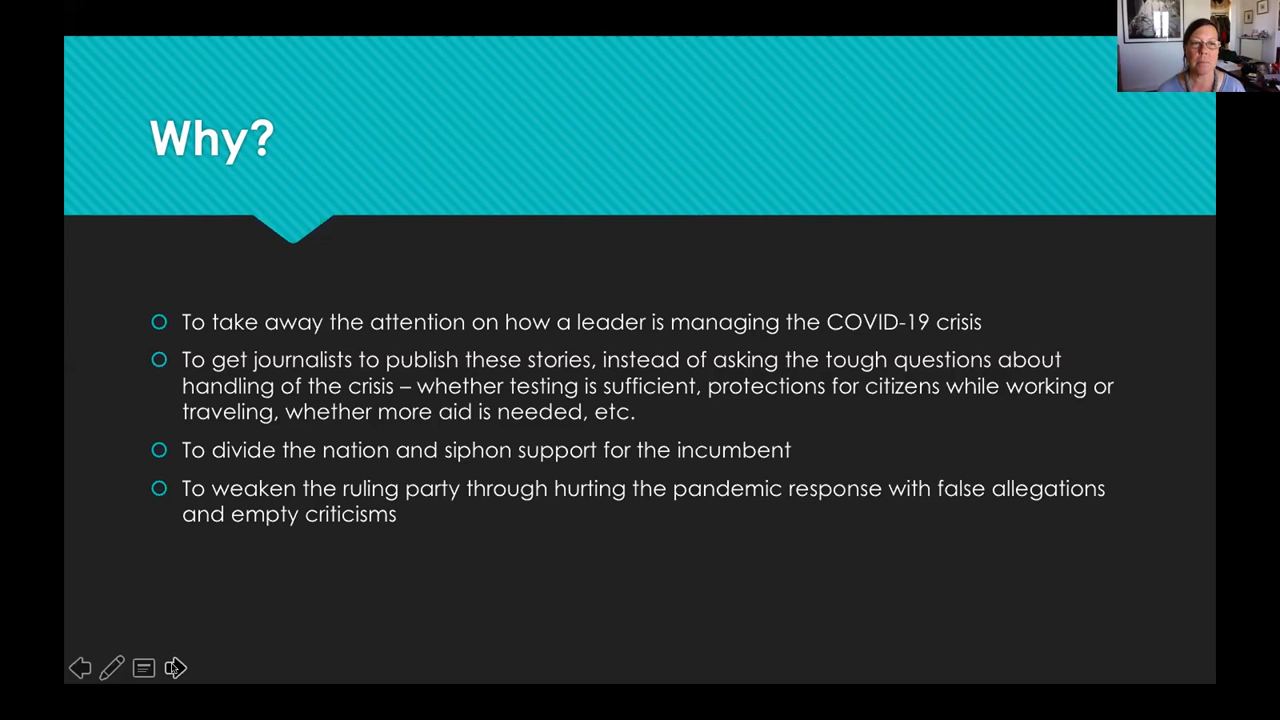 Why?
To take away the attention on how a leader is managing the COVID-19 crisis
To get journalists to publish these stories, instead of asking the tough questions about
handling of the crisis – whether testing is sufficient, protections for citizens while working or
traveling, whether more aid is needed, etc.
To divide the nation and siphon support for the incumbent
To weaken the ruling party through hurting the pandemic response with false allegations
and empty criticisms